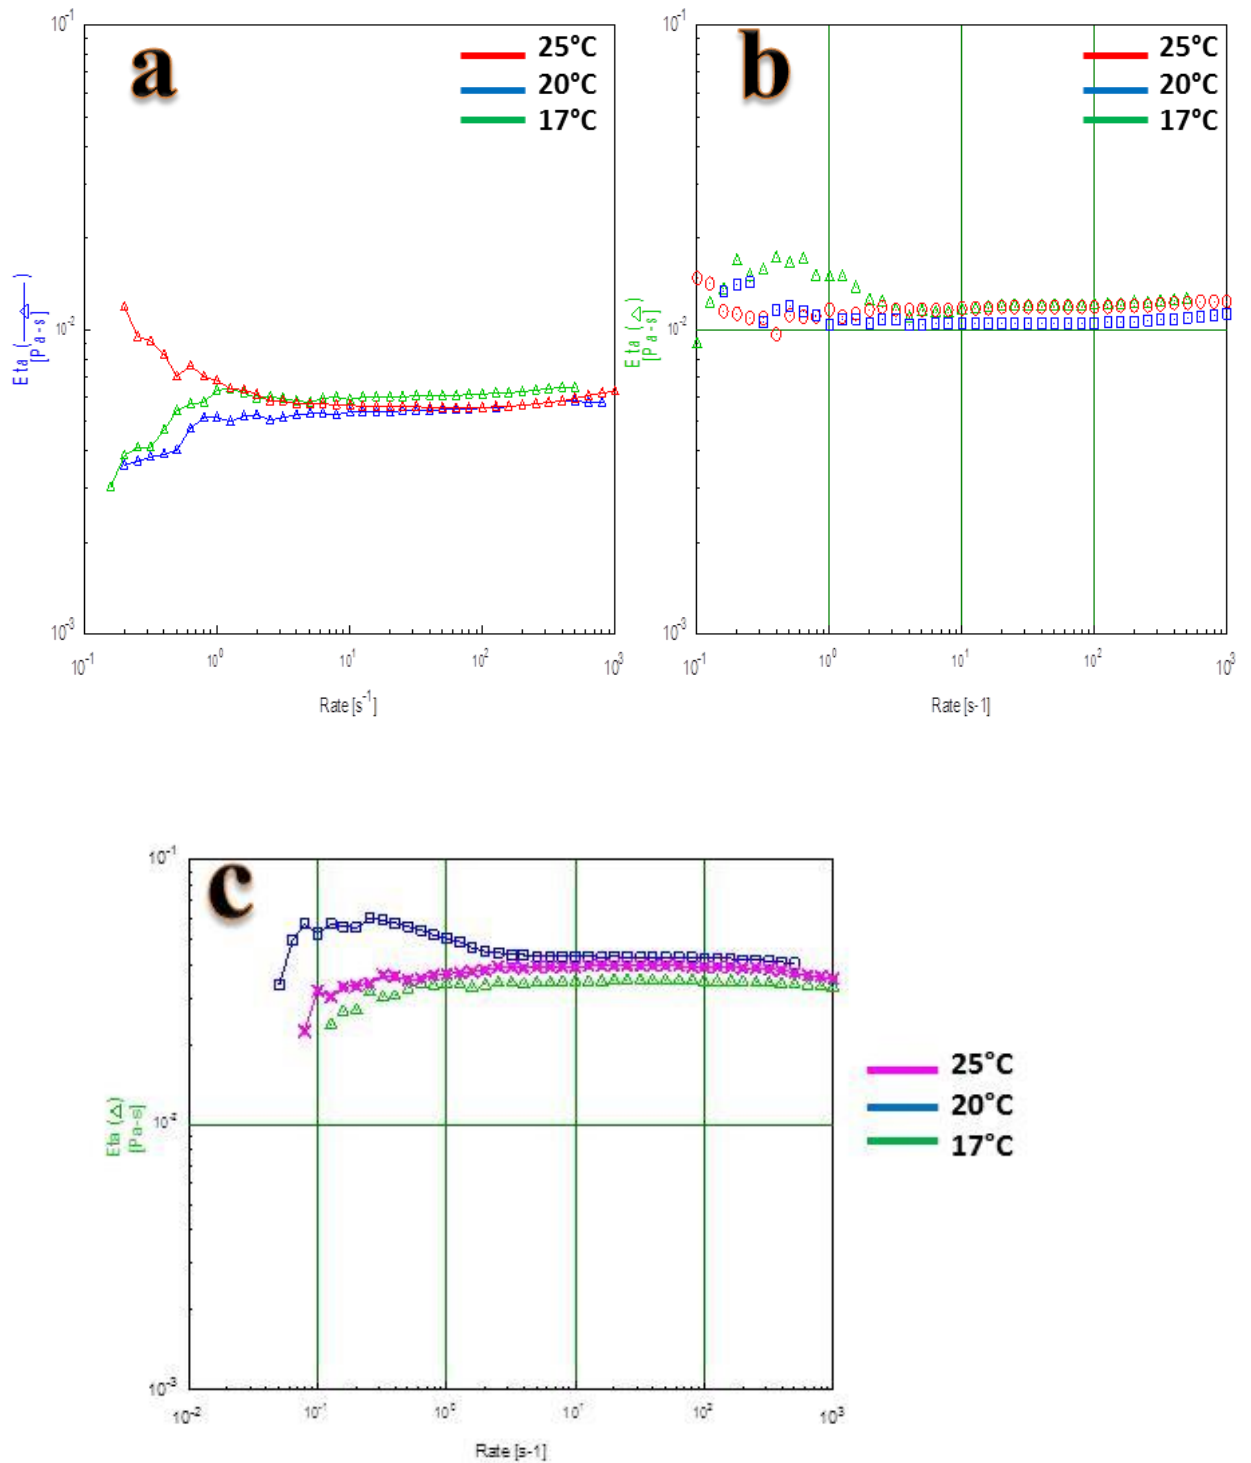 a
25°C
20°C
17°C
10⁻¹
10⁻²
10⁻³
Eta ( △ )
[Pa-s]
10⁻¹
10⁰
10¹
10²
10³
Rate [s⁻¹]
b
25°C
20°C
17°C
10⁻¹
10⁻²
10⁻³
Eta (△)
[Pa-s]
10⁻¹
10⁰
10¹
10²
10³
Rate [s-1]
c
10⁻¹
10⁻²
10⁻³
Eta (△)
[Pa-s]
10⁻²
10⁻¹
10⁰
10¹
10²
10³
Rate [s-1]
25°C
20°C
17°C